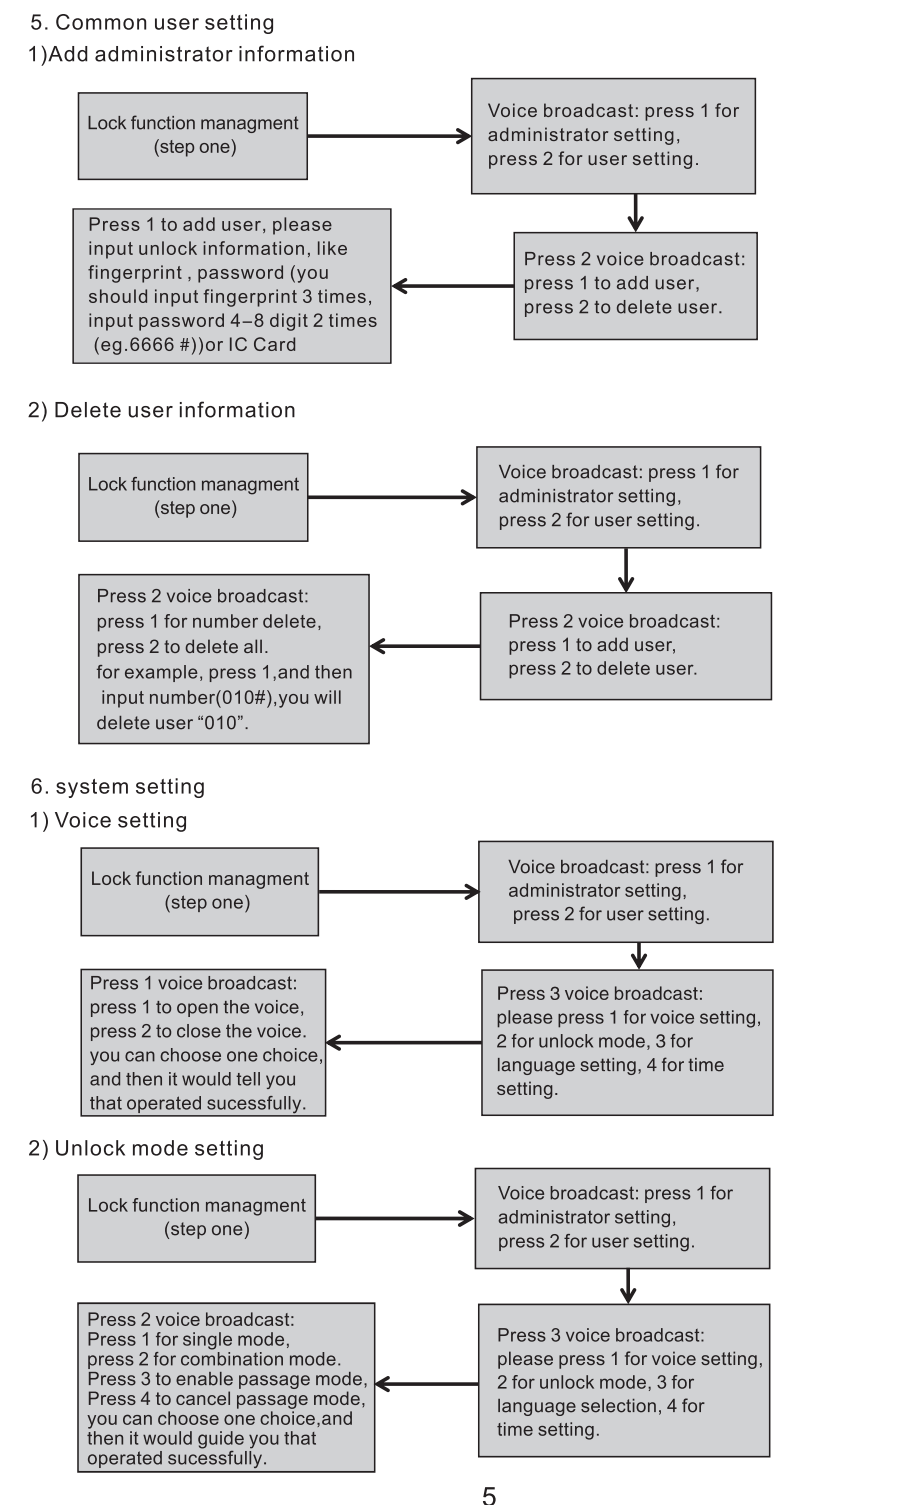 5. Common user setting
1)Add administrator information
Lock function managment
(step one)
Voice broadcast: press 1 for
administrator setting,
press 2 for user setting.
Press 2 voice broadcast:
press 1 to add user,
press 2 to delete user.
Press 1 to add user, please
input unlock information, like
fingerprint , password (you
should input fingerprint 3 times,
input password 4–8 digit 2 times
(eg.6666 #))or IC Card
2) Delete user information
Lock function managment
(step one)
Voice broadcast: press 1 for
administrator setting,
press 2 for user setting.
Press 2 voice broadcast:
press 1 to add user,
press 2 to delete user.
Press 2 voice broadcast:
press 1 for number delete,
press 2 to delete all.
for example, press 1,and then
input number(010#),you will
delete user “010”.
6. system setting
1) Voice setting
Lock function managment
(step one)
Voice broadcast: press 1 for
administrator setting,
press 2 for user setting.
Press 3 voice broadcast:
please press 1 for voice setting,
2 for unlock mode, 3 for
language setting, 4 for time
setting.
Press 1 voice broadcast:
press 1 to open the voice,
press 2 to close the voice.
you can choose one choice,
and then it would tell you
that operated sucessfully.
2) Unlock mode setting
Lock function managment
(step one)
Voice broadcast: press 1 for
administrator setting,
press 2 for user setting.
Press 3 voice broadcast:
please press 1 for voice setting,
2 for unlock mode, 3 for
language selection, 4 for
time setting.
Press 2 voice broadcast:
Press 1 for single mode,
press 2 for combination mode.
Press 3 to enable passage mode,
Press 4 to cancel passage mode,
you can choose one choice,and
then it would guide you that
operated sucessfully.
5